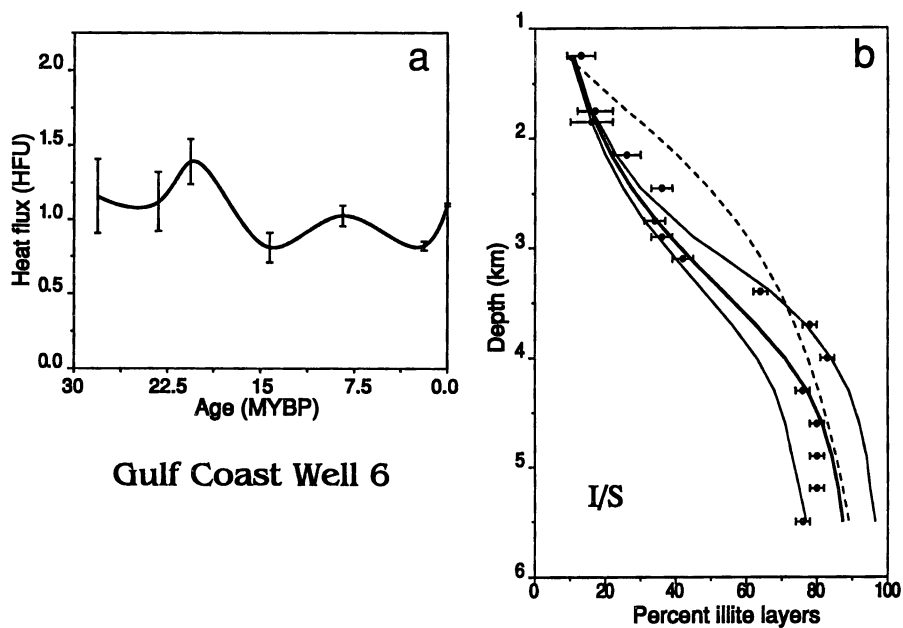 a
2.0
1.5
1.0
0.5
0.0
Heat flux (HFU)
30 22.5 15 7.5 0.0
Age (MYBP)
Gulf Coast Well 6
b
1
2
3
4
5
6
Depth (km)
I/S
0 20 40 60 80 100
Percent illite layers